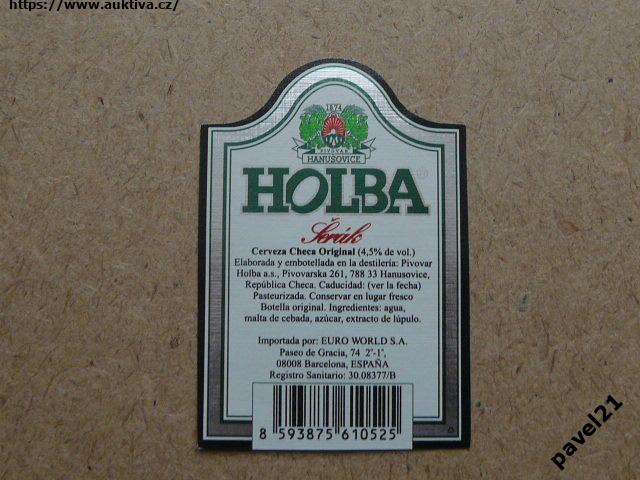 https://www.auktiva.cz/
1874
PIVOVAR
HANUŠOVICE
HOLBA®
Šerák
Cerveza Checa Original (4,5% de vol.)
Elaborada y embotellada en la destilería: Pivovar
Holba a.s., Pivovarska 261, 788 33 Hanusovice,
República Checa. Caducidad: (ver la fecha)
Pasteurizada. Conservar en lugar fresco
Botella original. Ingredientes: agua,
malta de cebada, azúcar, extracto de lúpulo.
Importada por: EURO WORLD S.A.
Paseo de Gracia, 74 2º-1ª,
08008 Barcelona, ESPAÑA
Registro Sanitario: 30.08377/B
8 593875 610525
pavel21